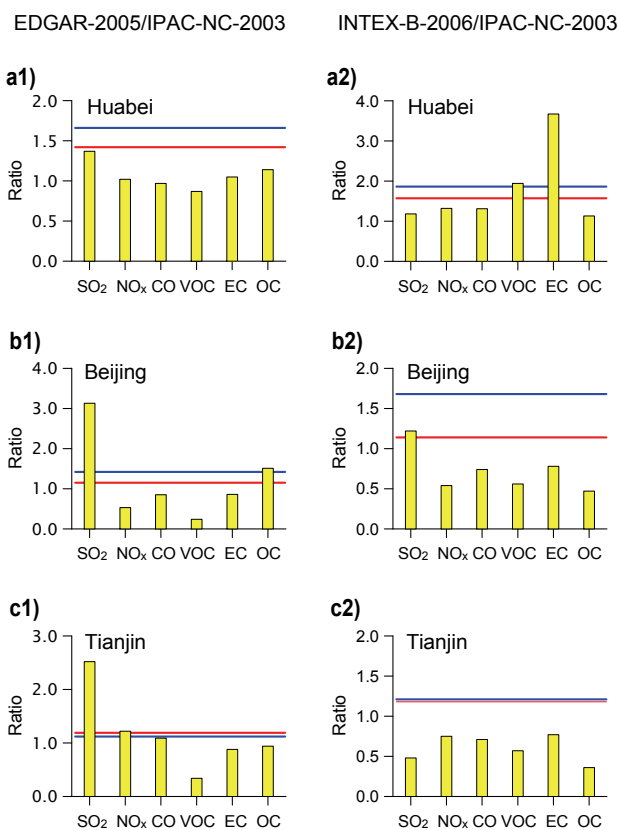 EDGAR-2005/IPAC-NC-2003 INTEX-B-2006/IPAC-NC-2003
a1)
Huabei
2.0
1.5
1.0
0.5
0.0
Ratio
SO2 NOx CO VOC EC OC
a2)
Huabei
4.0
3.0
2.0
1.0
0.0
Ratio
SO2 NOx CO VOC EC OC
b1)
Beijing
4.0
3.0
2.0
1.0
0.0
Ratio
SO2 NOx CO VOC EC OC
b2)
Beijing
2.0
1.5
1.0
0.5
0.0
Ratio
SO2 NOx CO VOC EC OC
c1)
Tianjin
3.0
2.0
1.0
0.0
Ratio
SO2 NOx CO VOC EC OC
c2)
Tianjin
2.0
1.5
1.0
0.5
0.0
Ratio
SO2 NOx CO VOC EC OC